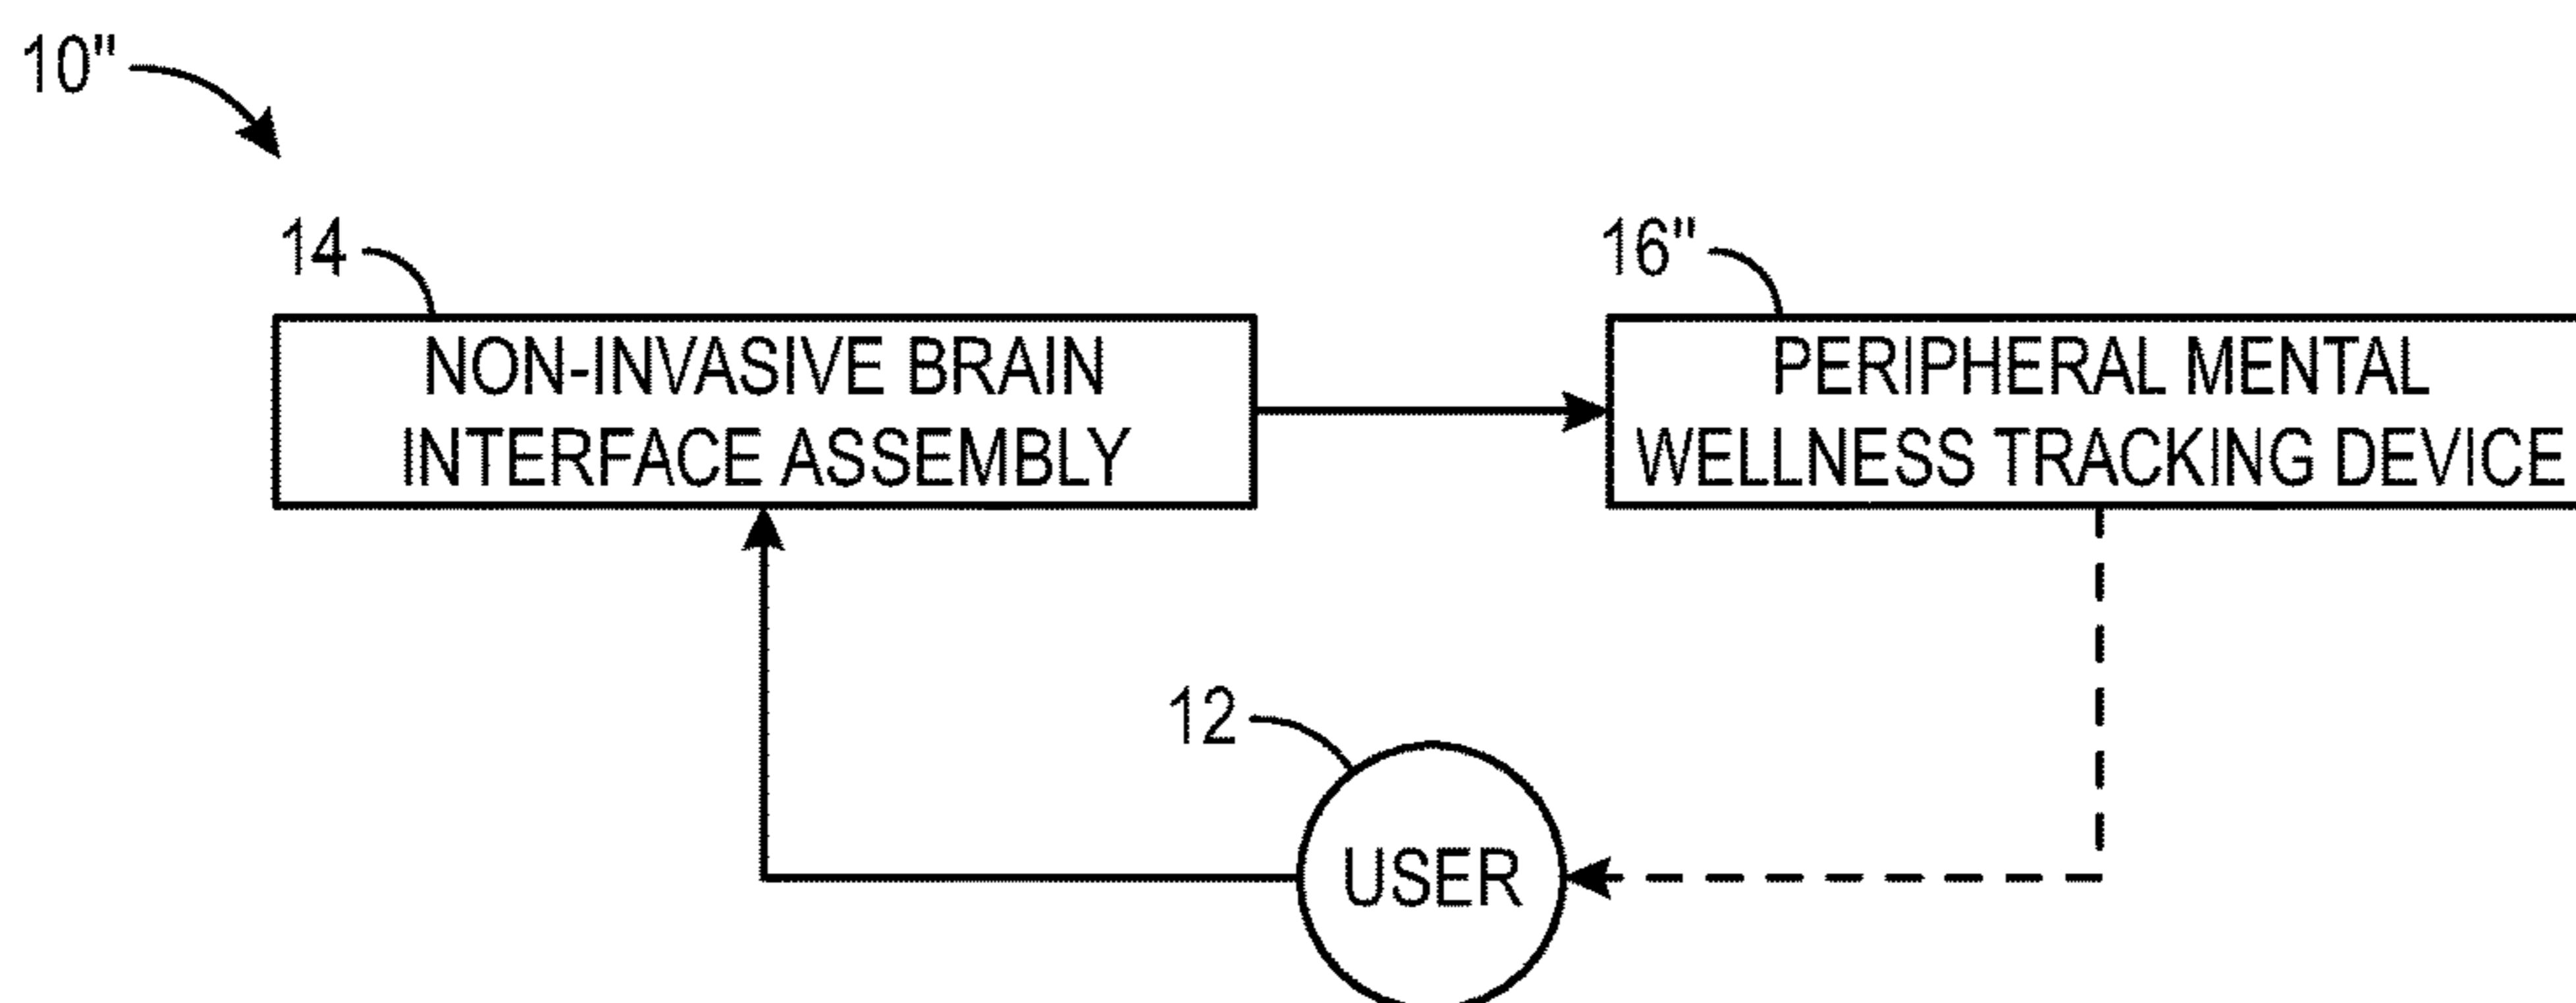 10"
14
16"
NON-INVASIVE BRAIN
INTERFACE ASSEMBLY
PERIPHERAL MENTAL
WELLNESS TRACKING DEVICE
12
USER